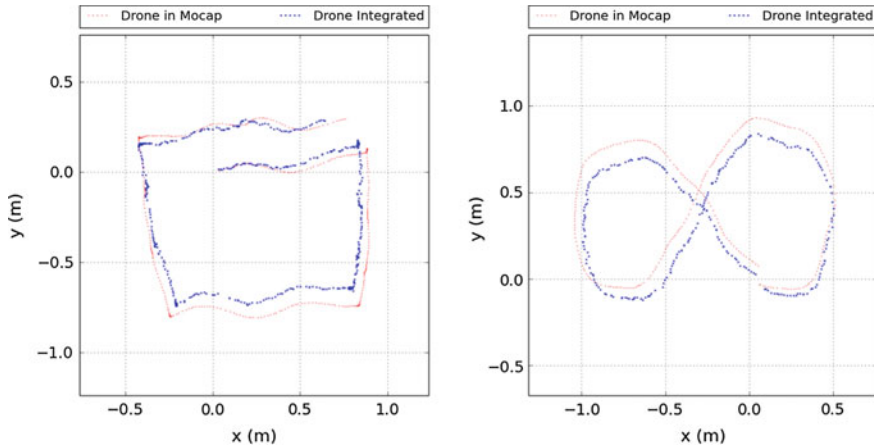 Drone in Mocap Drone Integrated
0.5
0.0
−0.5
−1.0
y (m)
−0.5 0.0 0.5 1.0
x (m)
Drone in Mocap Drone Integrated
1.0
0.5
0.0
−0.5
y (m)
−1.0 −0.5 0.0 0.5
x (m)